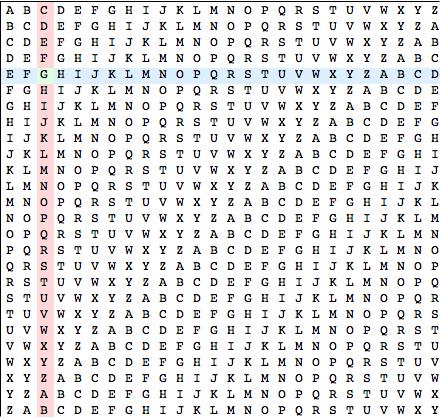 A B C D E F G H I J K L M N O P Q R S T U V W X Y Z
B C D E F G H I J K L M N O P Q R S T U V W X Y Z A
C D E F G H I J K L M N O P Q R S T U V W X Y Z A B
D E F G H I J K L M N O P Q R S T U V W X Y Z A B C
E F G H I J K L M N O P Q R S T U V W X Y Z A B C D
F G H I J K L M N O P Q R S T U V W X Y Z A B C D E
G H I J K L M N O P Q R S T U V W X Y Z A B C D E F
H I J K L M N O P Q R S T U V W X Y Z A B C D E F G
I J K L M N O P Q R S T U V W X Y Z A B C D E F G H
J K L M N O P Q R S T U V W X Y Z A B C D E F G H I
K L M N O P Q R S T U V W X Y Z A B C D E F G H I J
L M N O P Q R S T U V W X Y Z A B C D E F G H I J K
M N O P Q R S T U V W X Y Z A B C D E F G H I J K L
N O P Q R S T U V W X Y Z A B C D E F G H I J K L M
O P Q R S T U V W X Y Z A B C D E F G H I J K L M N
P Q R S T U V W X Y Z A B C D E F G H I J K L M N O
Q R S T U V W X Y Z A B C D E F G H I J K L M N O P
R S T U V W X Y Z A B C D E F G H I J K L M N O P Q
S T U V W X Y Z A B C D E F G H I J K L M N O P Q R
T U V W X Y Z A B C D E F G H I J K L M N O P Q R S
U V W X Y Z A B C D E F G H I J K L M N O P Q R S T
V W X Y Z A B C D E F G H I J K L M N O P Q R S T U
W X Y Z A B C D E F G H I J K L M N O P Q R S T U V
X Y Z A B C D E F G H I J K L M N O P Q R S T U V W
Y Z A B C D E F G H I J K L M N O P Q R S T U V W X
Z A B C D E F G H I J K L M N O P Q R S T U V W X Y